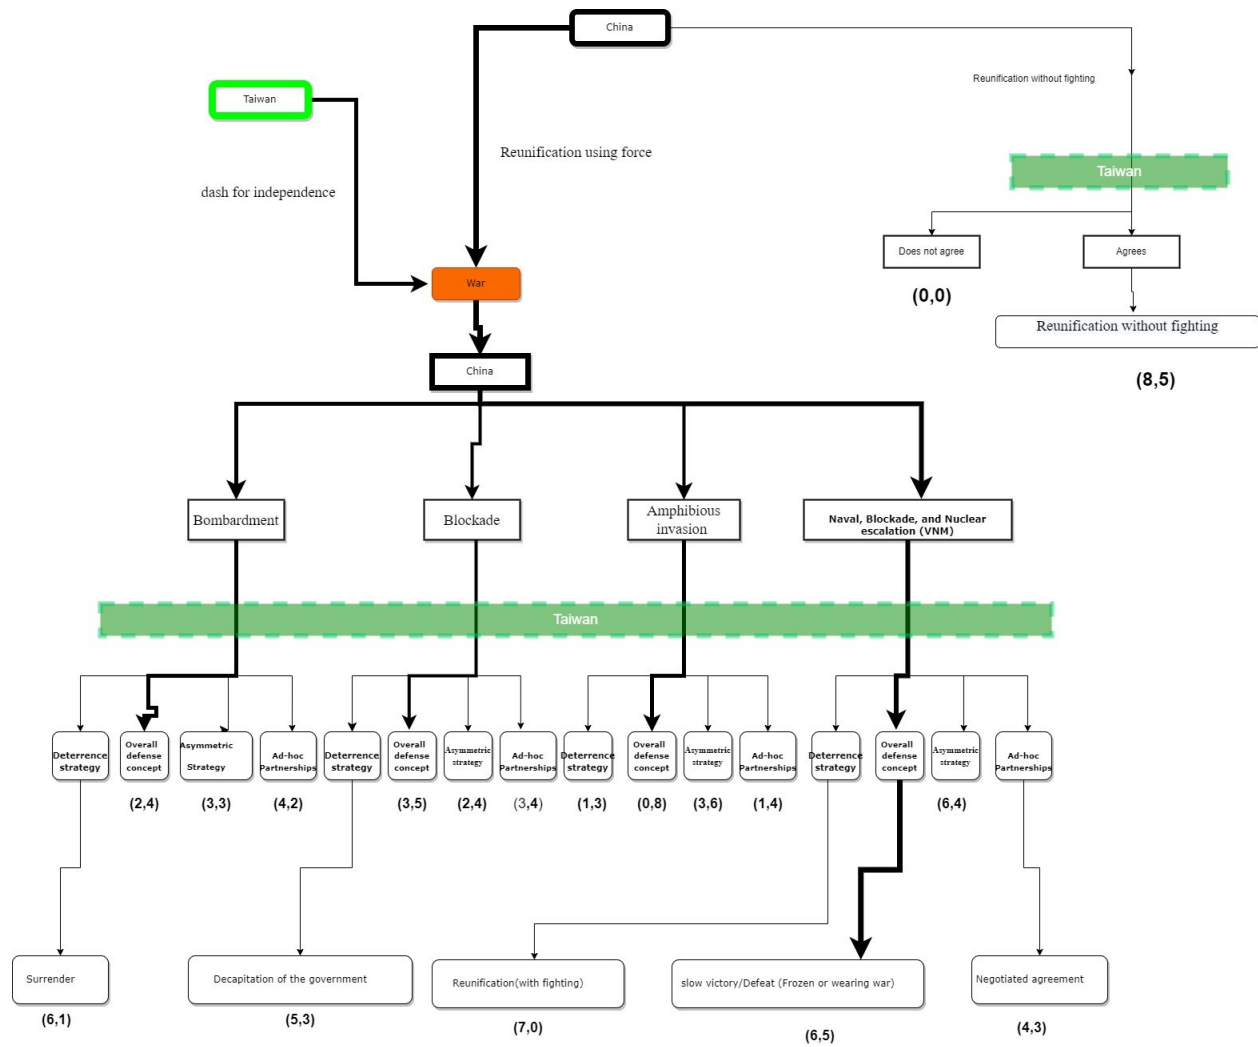 China
Reunification without fighting
Taiwan
Reunification using force
Taiwan
dash for independence
Does not agree
Agrees
War
(0,0)
Reunification without fighting
China
(8,5)
Bombardment
Blockade
Amphibious
invasion
Naval, Blockade, and Nuclear
escalation (VNM)
Taiwan
Deterrence
strategy
Overall
defense
concept
Asymmetric
Strategy
Ad-hoc
Partnerships
Deterrence
strategy
Overall
defense
concept
Asymmetric
strategy
Ad-hoc
Partnerships
Deterrence
strategy
Overall
defense
concept
Asymmetric
strategy
Ad-hoc
Partnerships
Deterrence
strategy
Overall
defense
concept
Asymmetric
strategy
Ad-hoc
Partnerships
(2,4)
(3,3)
(4,2)
(3,5)
(2,4)
(3,4)
(1,3)
(0,8)
(3,6)
(1,4)
(6,4)
Surrender
Decapitation of the government
Reunification(with fighting)
slow victory/Defeat (Frozen or wearing war)
Negotiated agreement
(6,1)
(5,3)
(7,0)
(6,5)
(4,3)